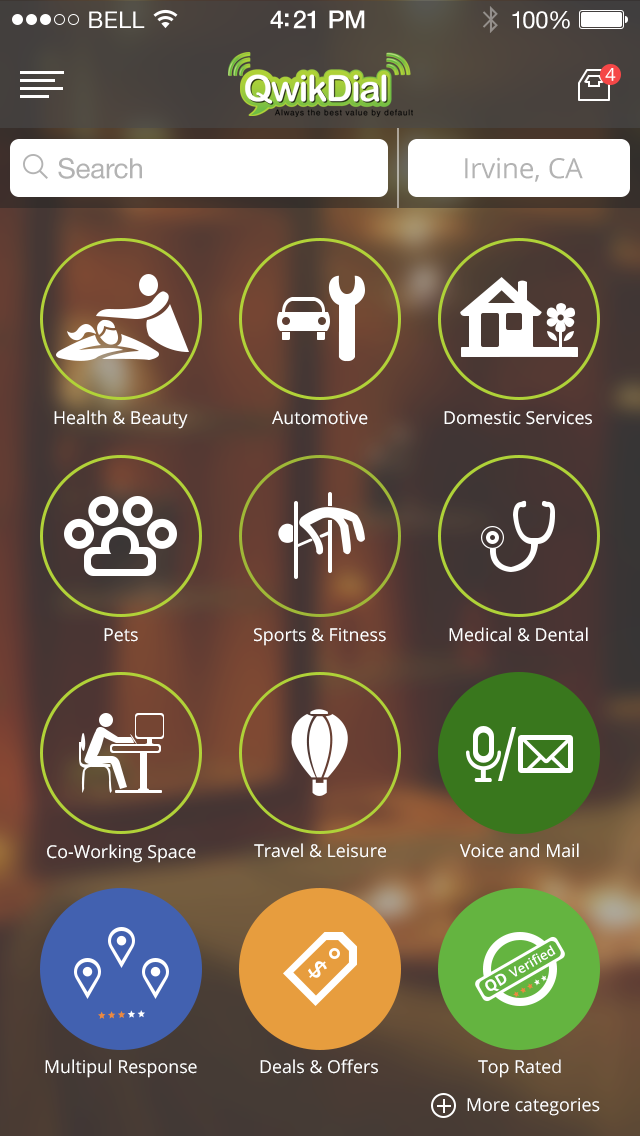 BELL 4:21 PM 100%
QwikDial
Always the best value by default
4
Search Irvine, CA
Health & Beauty Automotive Domestic Services
Pets Sports & Fitness Medical & Dental
Co-Working Space Travel & Leisure Voice and Mail
$
QD Verified
Multipul Response Deals & Offers Top Rated
More categories